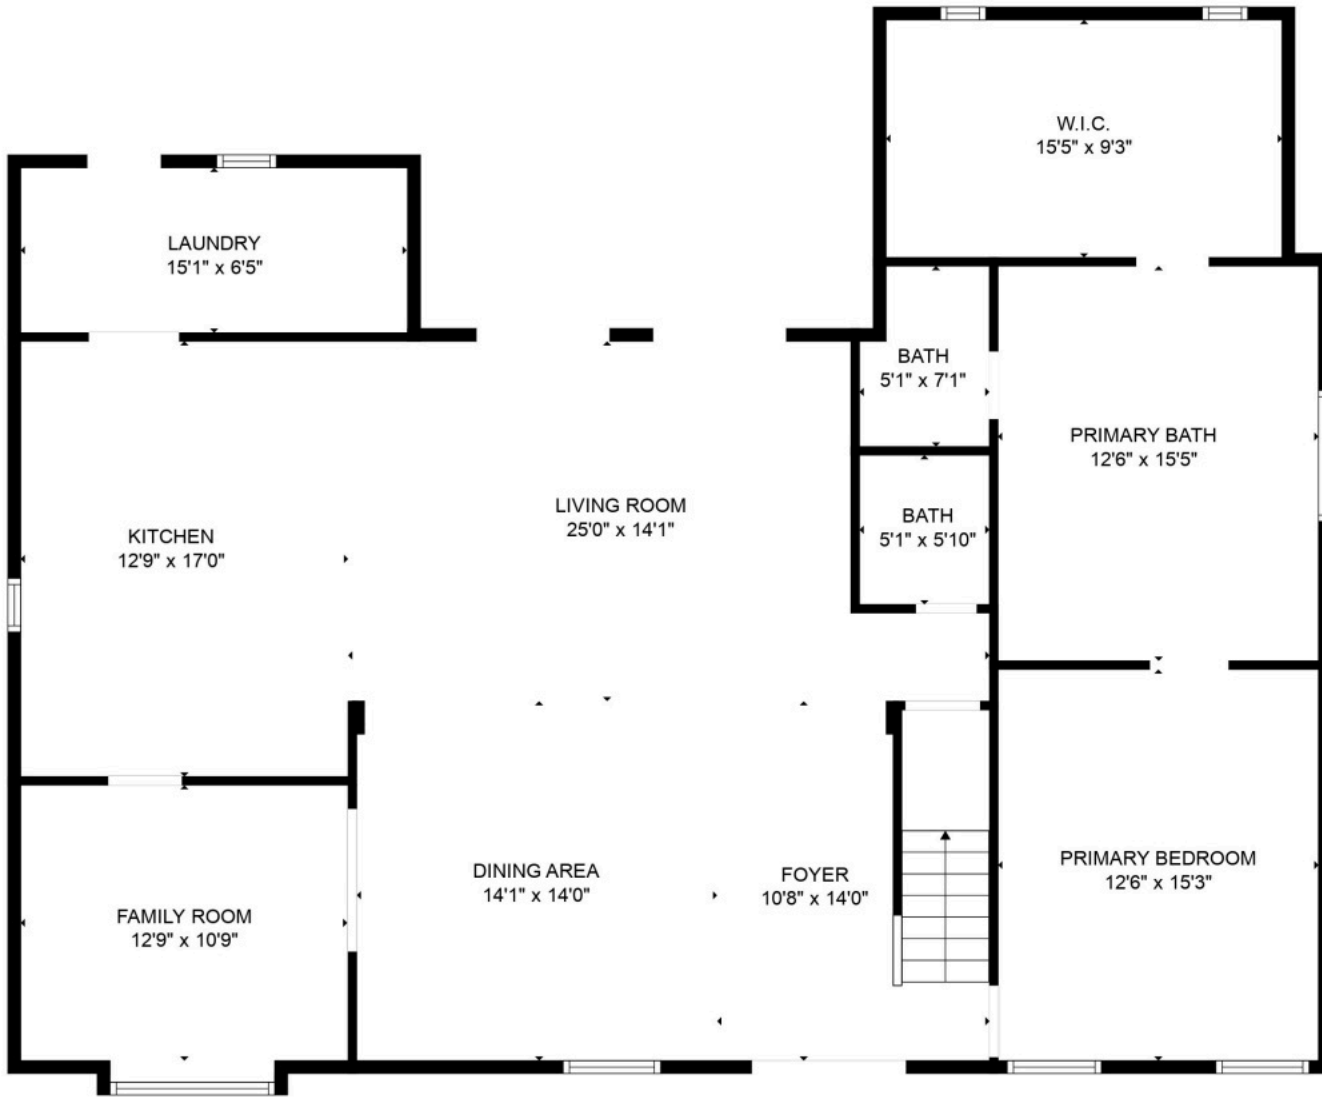 W.I.C.
15'5" x 9'3"
LAUNDRY
15'1" x 6'5"
BATH
5'1" x 7'1"
PRIMARY BATH
12'6" x 15'5"
LIVING ROOM
25'0" x 14'1"
KITCHEN
12'9" x 17'0"
BATH
5'1" x 5'10"
PRIMARY BEDROOM
12'6" x 15'3"
DINING AREA
14'1" x 14'0"
FOYER
10'8" x 14'0"
FAMILY ROOM
12'9" x 10'9"